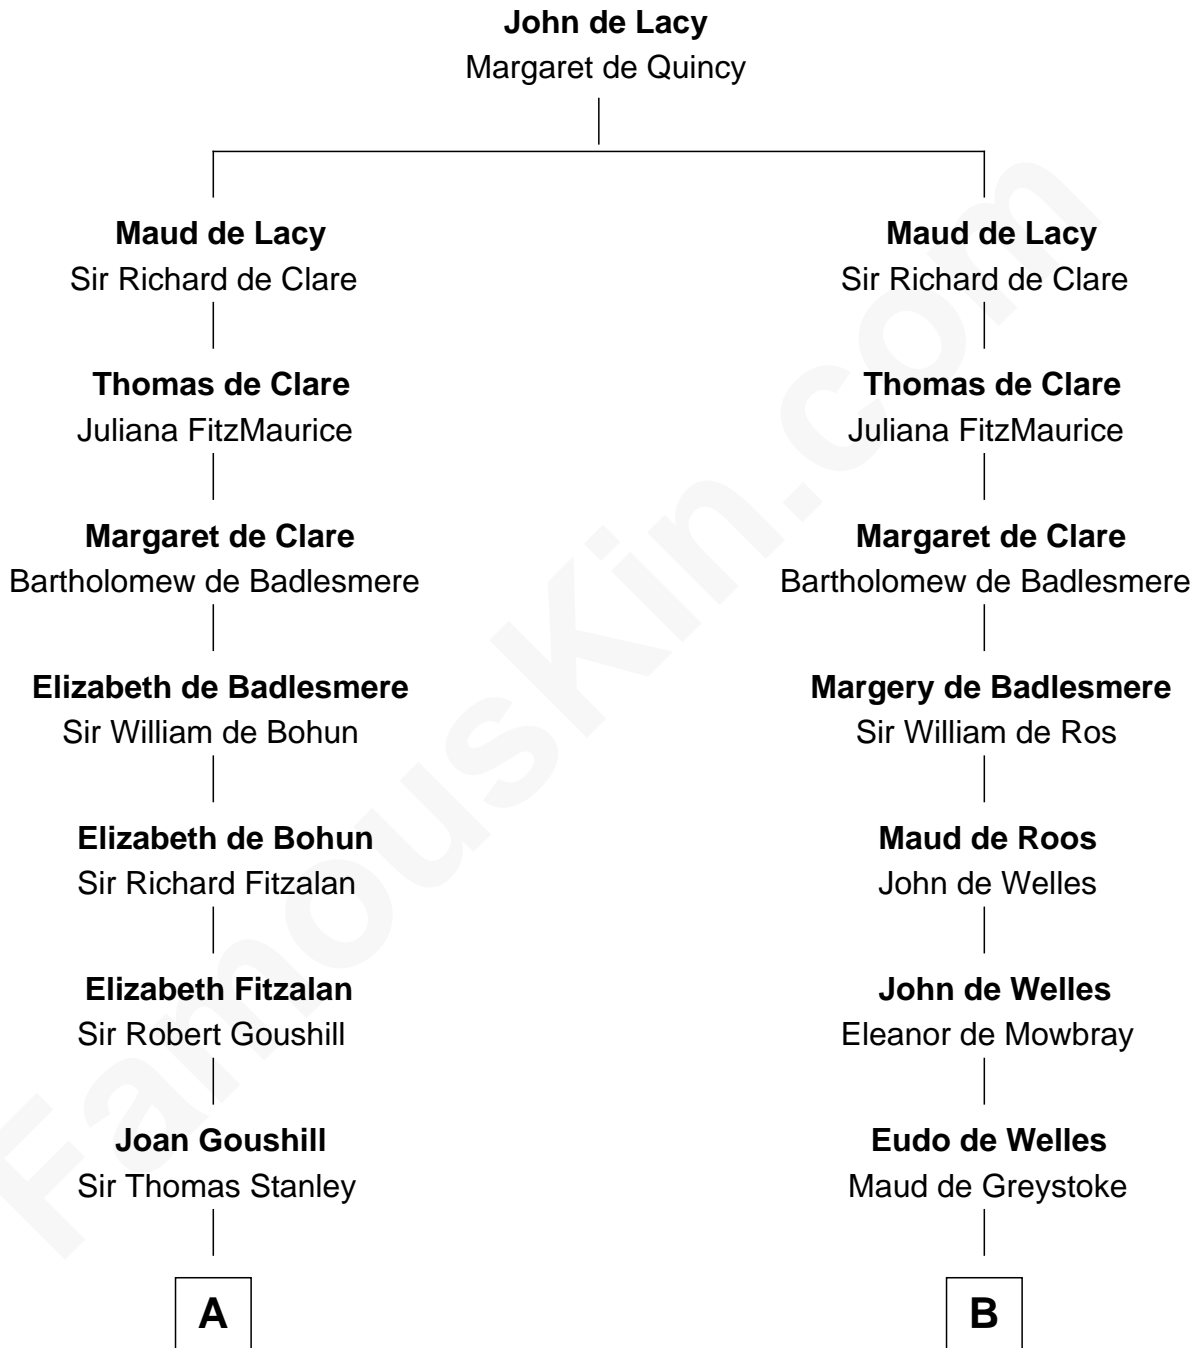 John de Lacy
Margaret de Quincy
Maud de Lacy
Sir Richard de Clare
Maud de Lacy
Sir Richard de Clare
Thomas de Clare
Juliana FitzMaurice
Thomas de Clare
Juliana FitzMaurice
Margaret de Clare
Bartholomew de Badlesmere
Margaret de Clare
Bartholomew de Badlesmere
Elizabeth de Badlesmere
Sir William de Bohun
Margery de Badlesmere
Sir William de Ros
Elizabeth de Bohun
Sir Richard Fitzalan
Maud de Roos
John de Welles
Elizabeth Fitzalan
Sir Robert Goushill
John de Welles
Eleanor de Mowbray
Joan Goushill
Sir Thomas Stanley
Eudo de Welles
Maud de Greystoke
A
B
FamousKin.com